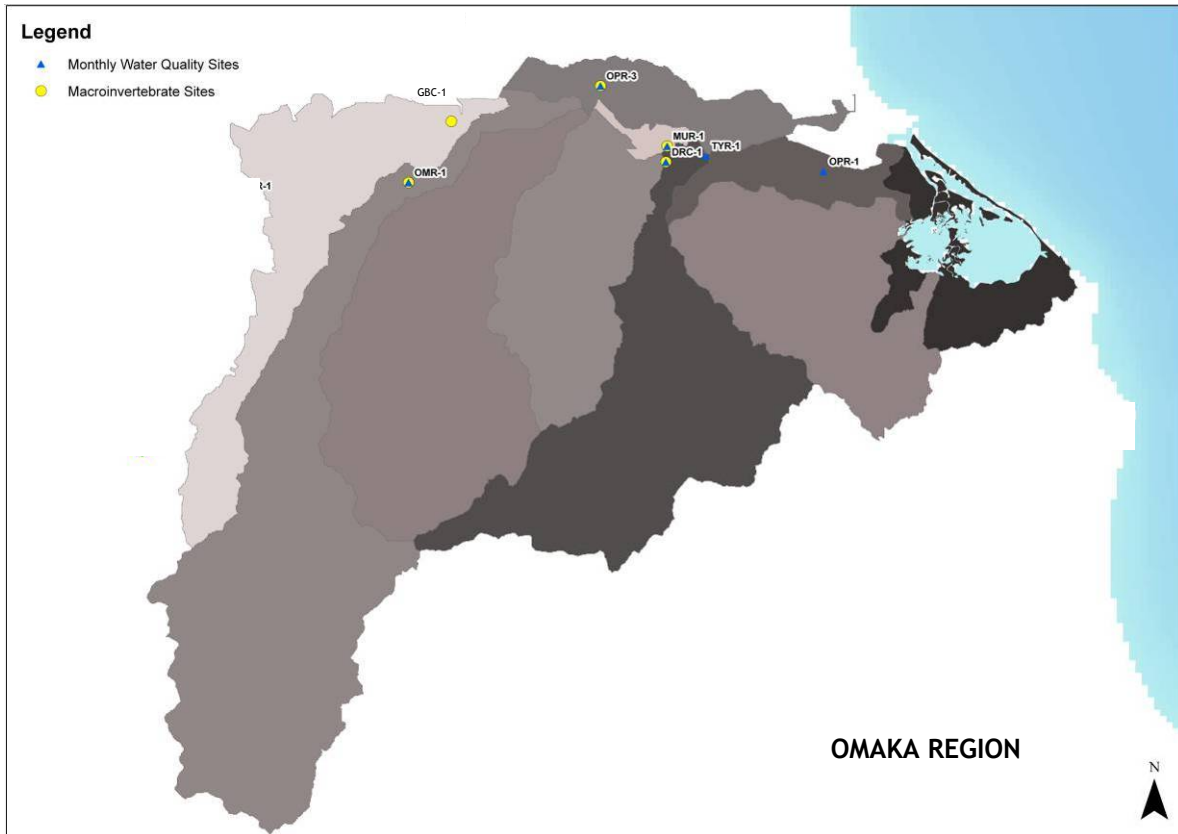 Legend
Monthly Water Quality Sites
Macroinvertebrate Sites
OPR-3
GBC-1
MUR-1
TYR-1
DRC-1
OPR-1
OMR-1
R-1
OMAKA REGION
N